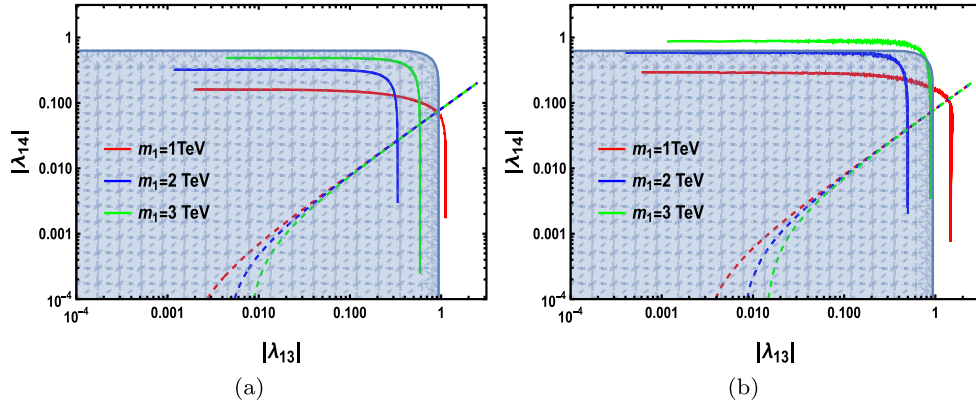 1
0.100
0.010
0.001
10⁻⁴
|λ₁₄|
m₁=1TeV
m₁=2 TeV
m₁=3 TeV
10⁻⁴ 0.001 0.010 0.100 1
|λ₁₃|
(a)
1
0.100
0.010
0.001
10⁻⁴
|λ₁₄|
m₁=1TeV
m₁=2 TeV
m₁=3 TeV
10⁻⁴ 0.001 0.010 0.100 1
|λ₁₃|
(b)